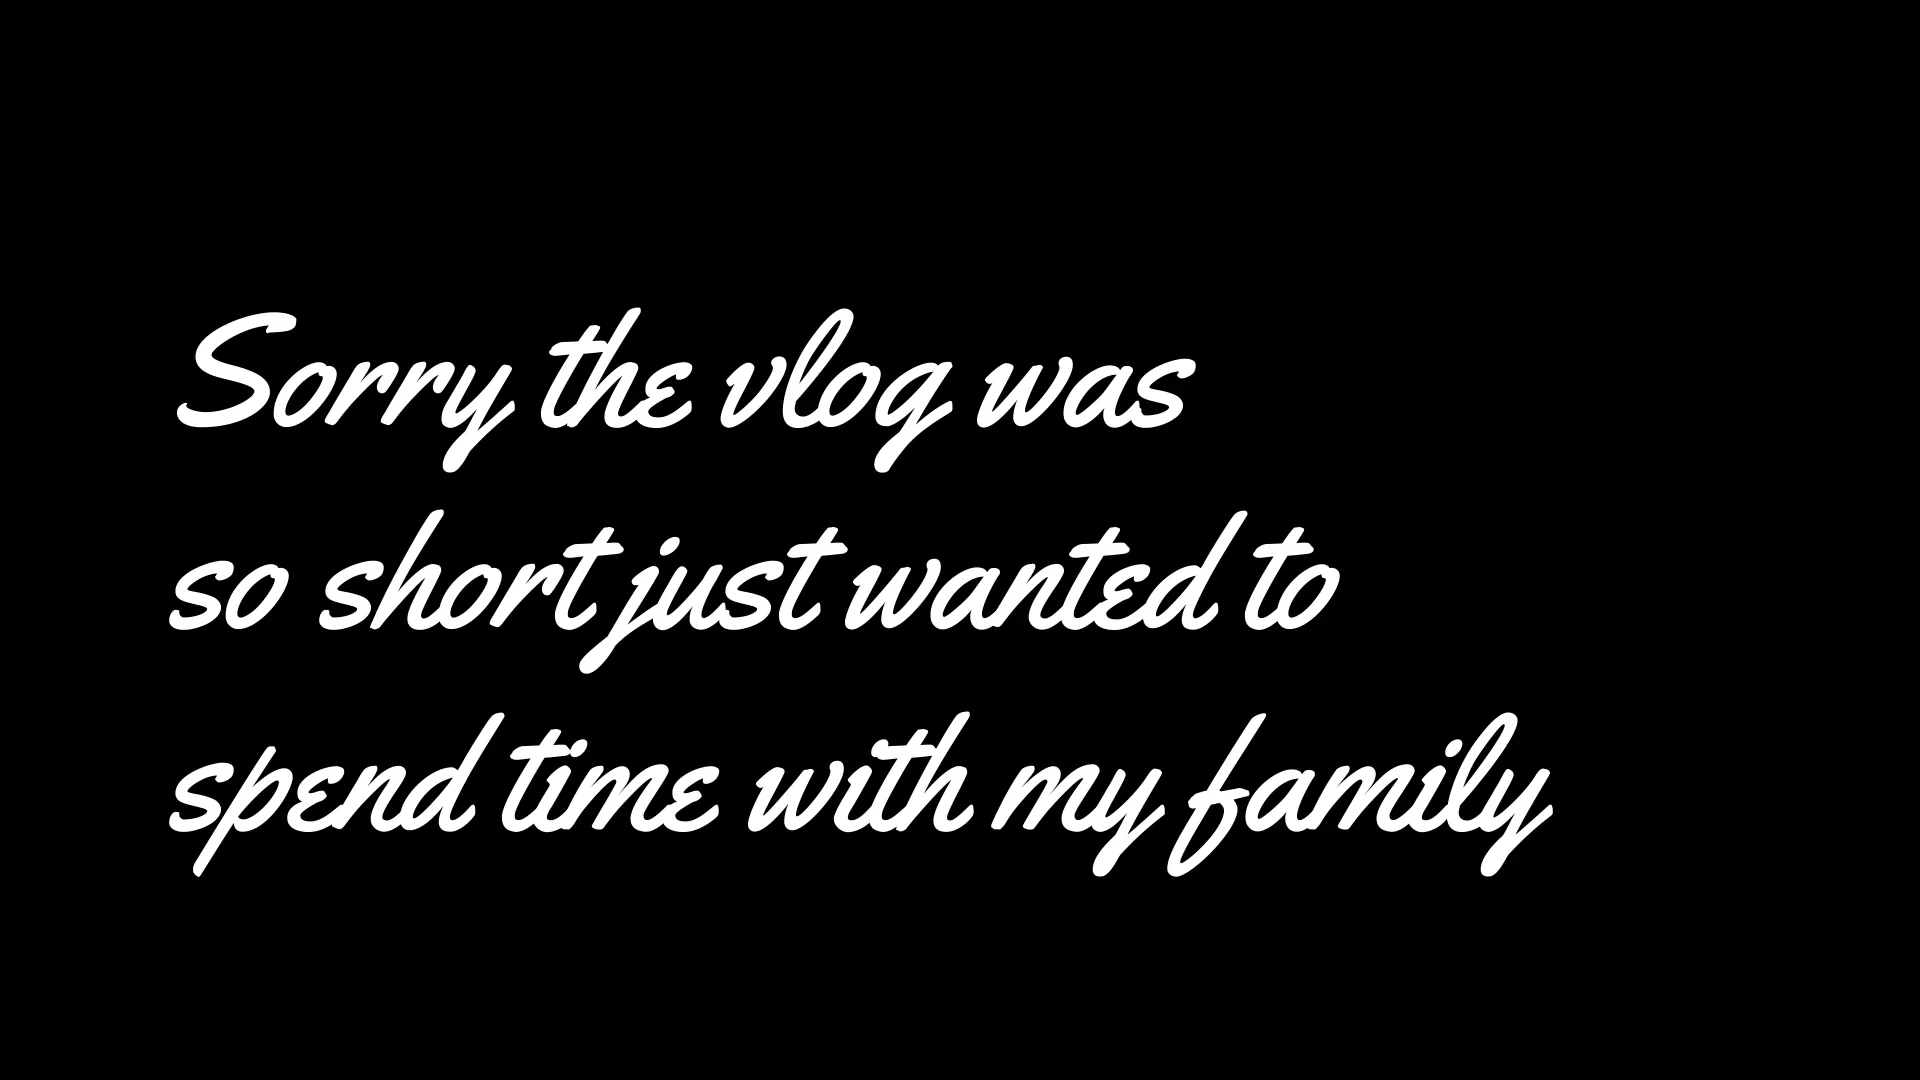 Sorry the vlog was
so short just wanted to
spend time with my family